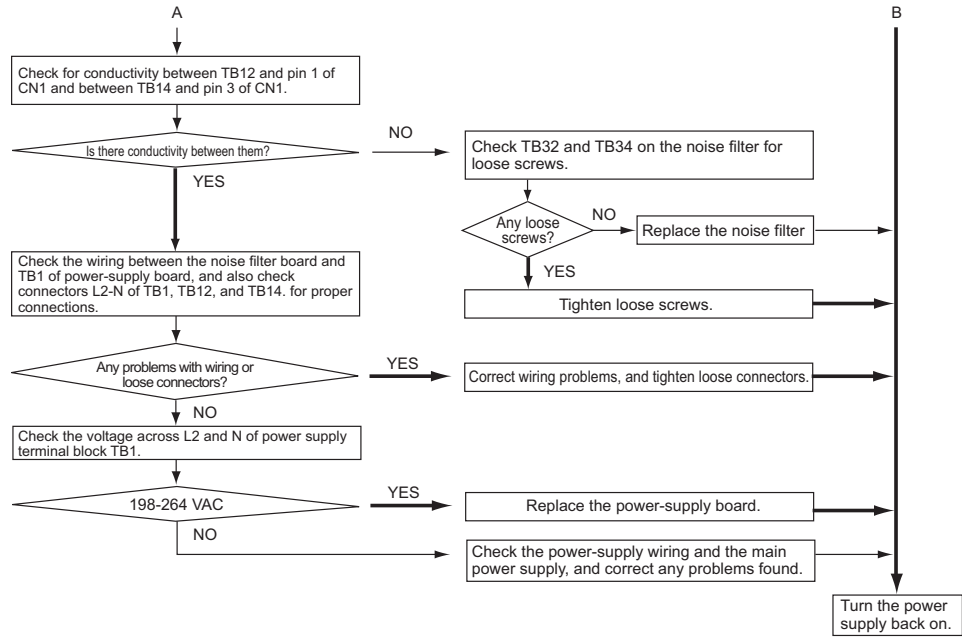 A
B
Check for conductivity between TB12 and pin 1 of
CN1 and between TB14 and pin 3 of CN1.
Is there conductivity between them?
NO
Check TB32 and TB34 on the noise filter for
loose screws.
YES
Any loose
screws?
NO
Replace the noise filter
YES
Tighten loose screws.
Check the wiring between the noise filter board and
TB1 of power-supply board, and also check
connectors L2-N of TB1, TB12, and TB14. for proper
connections.
Any problems with wiring or
loose connectors?
YES
Correct wiring problems, and tighten loose connectors.
NO
Check the voltage across L2 and N of power supply
terminal block TB1.
198-264 VAC
YES
Replace the power-supply board.
NO
Check the power-supply wiring and the main
power supply, and correct any problems found.
Turn the power
supply back on.